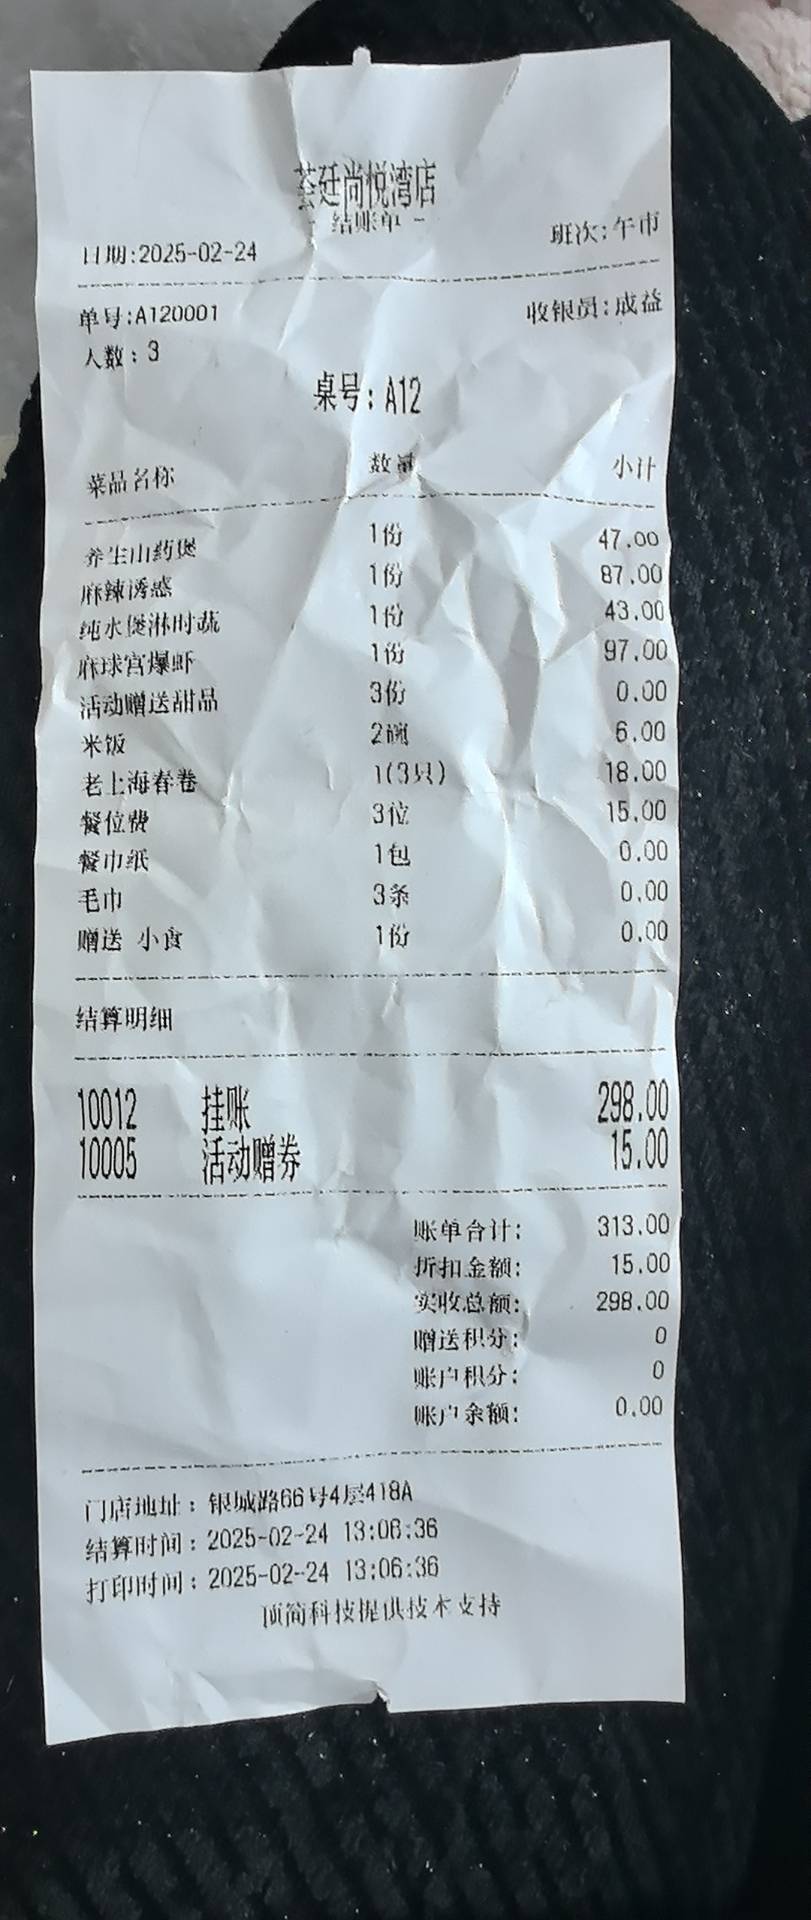 荟廷尚悦湾店
- 结账单 -
日期:2025-02-24 班次:午市
单号:A120001 收银员:成益
人数:3
桌号:A12
菜品名称 数量 小计
养生山药煲 1份 47.00
麻辣诱惑 1份 87.00
纯水煲淋时蔬 1份 43.00
麻球宫爆虾 1份 97.00
活动赠送甜品 3份 0.00
米饭 2碗 6.00
老上海春卷 1(3只) 18.00
餐位费 3位 15.00
餐巾纸 1包 0.00
毛巾 3条 0.00
赠送 小食 1份 0.00
结算明细
10012 挂账 298.00
10005 活动赠券 15.00
账单合计: 313.00
折扣金额: 15.00
实收总额: 298.00
赠送积分: 0
账户积分: 0
账户余额: 0.00
门店地址:银城路66号4层418A
结算时间:2025-02-24 13:06:36
打印时间:2025-02-24 13:06:36
顶简科技提供技术支持